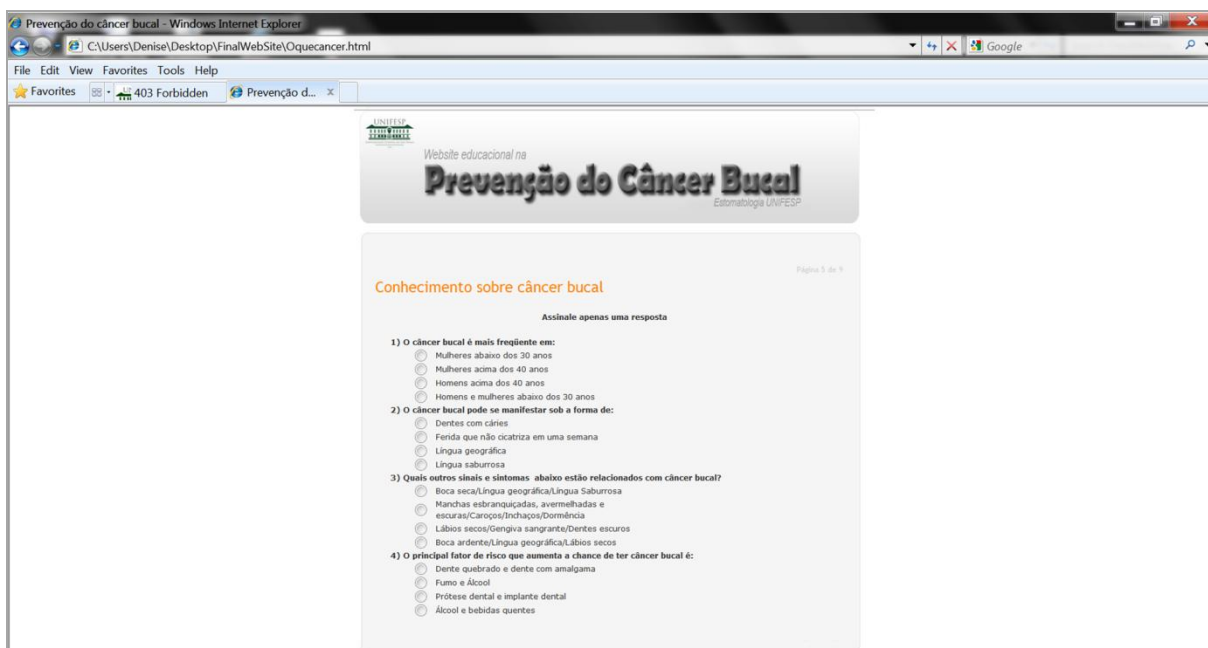 Prevenção do câncer bucal - Windows Internet Explorer
C:\Users\Denise\Desktop\FinalWebSite\Oquecancer.html
Google
File Edit View Favorites Tools Help
Favorites
403 Forbidden
Prevenção d...
UNIFESP
Website educacional na
Prevenção do Câncer Bucal
Estomatologia UNIFESP
Página 5 de 9
Conhecimento sobre câncer bucal
Assinale apenas uma resposta
1) O câncer bucal é mais freqüente em:
Mulheres abaixo dos 30 anos
Mulheres acima dos 40 anos
Homens acima dos 40 anos
Homens e mulheres abaixo dos 30 anos
2) O câncer bucal pode se manifestar sob a forma de:
Dentes com cáries
Ferida que não cicatriza em uma semana
Língua geográfica
Língua saburrosa
3) Quais outros sinais e sintomas abaixo estão relacionados com câncer bucal?
Boca seca/Língua geográfica/Língua Saburrosa
Manchas esbranquiçadas, avermelhadas e
escuras/Caroços/Inchaços/Dormência
Lábios secos/Gengiva sangrante/Dentes escuros
Boca ardente/Língua geográfica/Lábios secos
4) O principal fator de risco que aumenta a chance de ter câncer bucal é:
Dente quebrado e dente com amalgama
Fumo e Álcool
Prótese dental e implante dental
Álcool e bebidas quentes